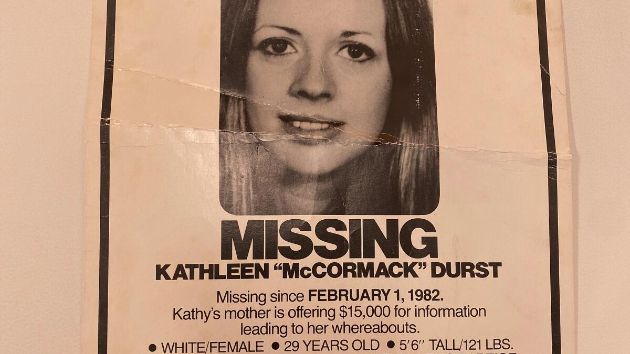 MISSING
KATHLEEN "McCORMACK" DURST
Missing since FEBRUARY 1, 1982.
Kathy's mother is offering $15,000 for information
leading to her whereabouts.
• WHITE/FEMALE • 29 YEARS OLD • 5'6" TALL/121 LBS.